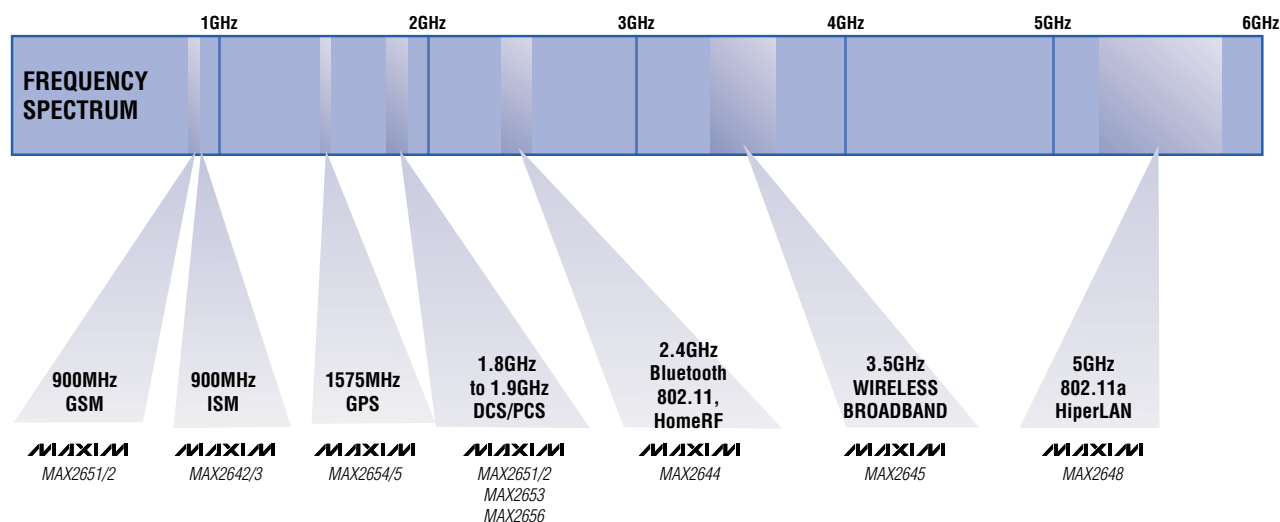 1GHz
2GHz
3GHz
4GHz
5GHz
6GHz
FREQUENCY
SPECTRUM
900MHz
GSM
MAXIM
MAX2651/2
900MHz
ISM
MAXIM
MAX2642/3
1575MHz
GPS
MAXIM
MAX2654/5
1.8GHz
to 1.9GHz
DCS/PCS
MAXIM
MAX2651/2
MAX2653
MAX2656
2.4GHz
Bluetooth
802.11,
HomeRF
MAXIM
MAX2644
3.5GHz
WIRELESS
BROADBAND
MAXIM
MAX2645
5GHz
802.11a
HiperLAN
MAXIM
MAX2648